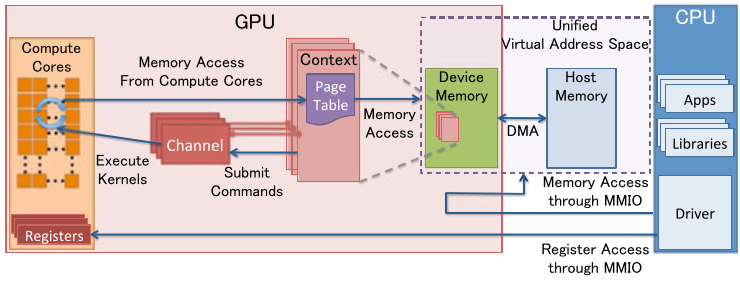 GPU
CPU
Compute
Cores
Memory Access
From Compute Cores
Context
Page
Table
Memory
Access
Channel
Execute
Kernels
Submit
Commands
Registers
Unified
Virtual Address Space
Device
Memory
Host
Memory
DMA
Apps
Libraries
Driver
Memory Access
through MMIO
Register Access
through MMIO